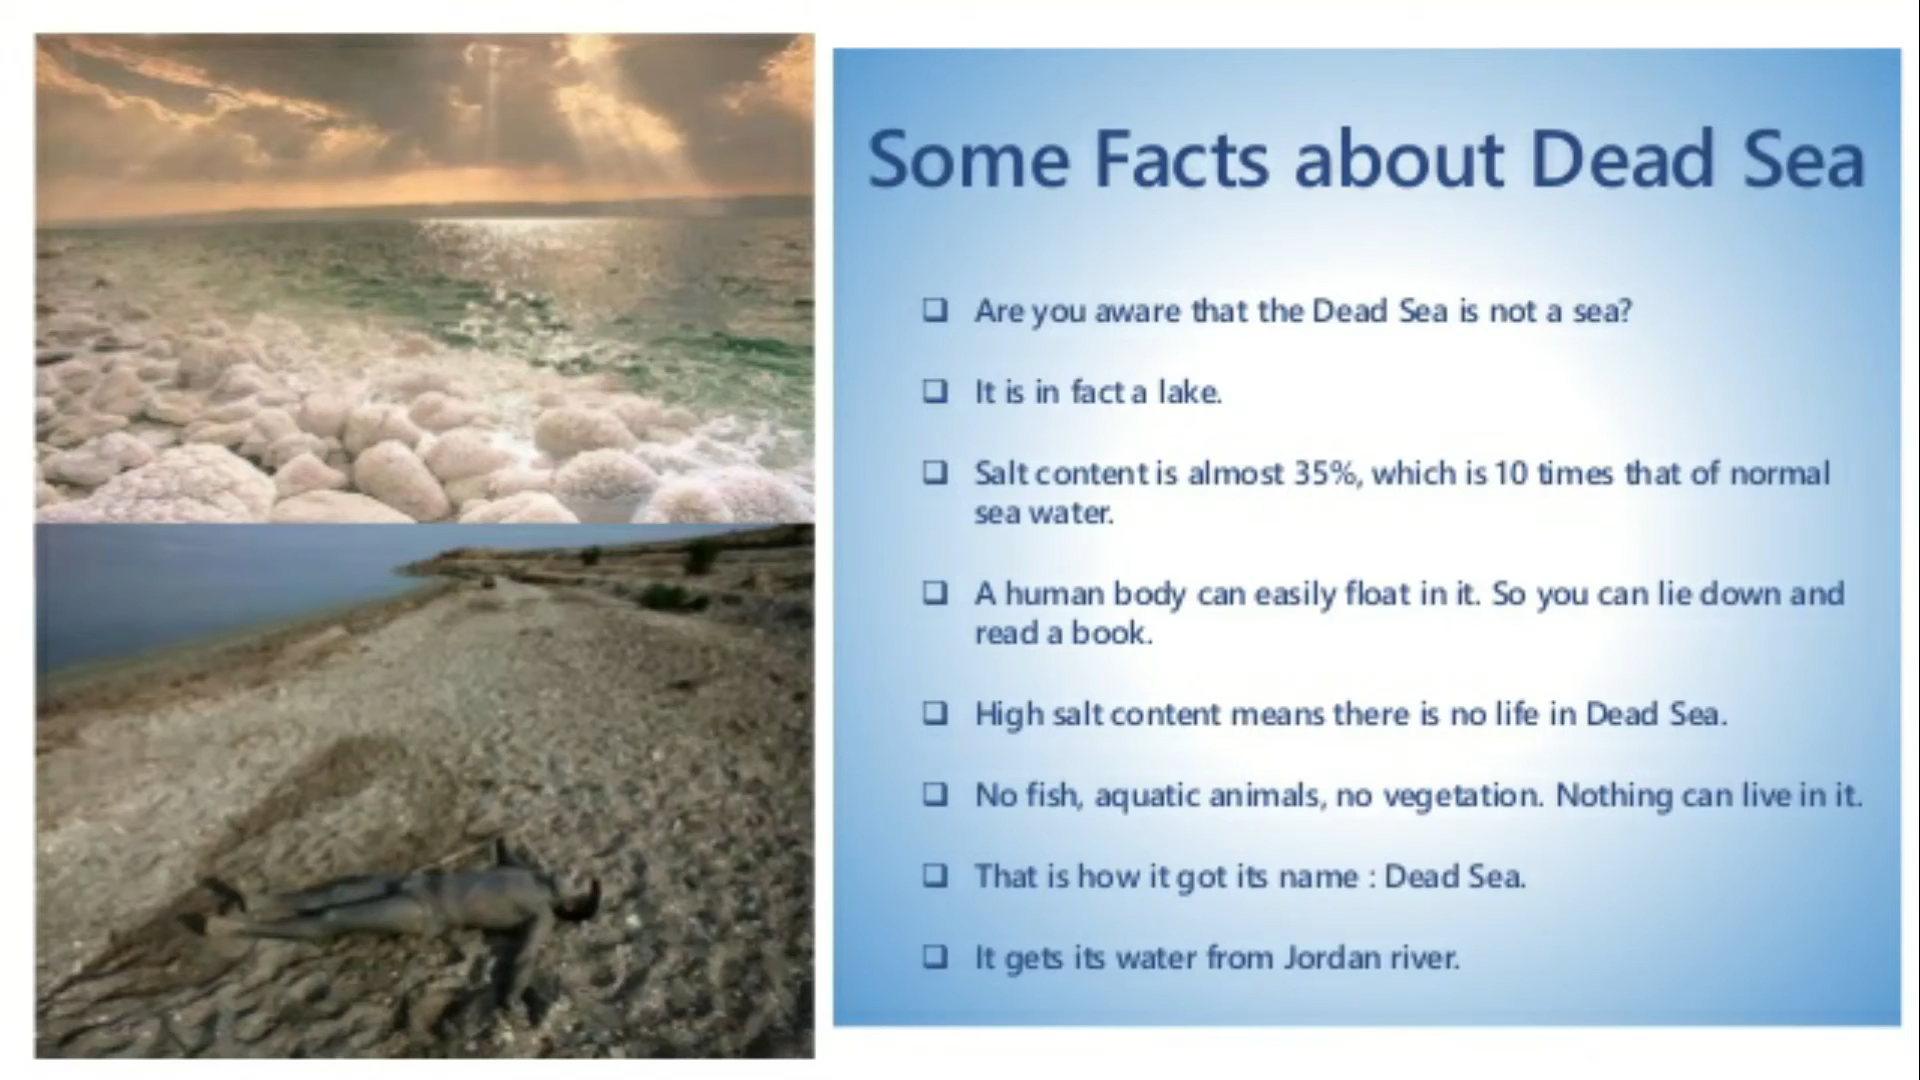 Some Facts about Dead Sea
❑ Are you aware that the Dead Sea is not a sea?
❑ It is in fact a lake.
❑ Salt content is almost 35%, which is 10 times that of normal
sea water.
❑ A human body can easily float in it. So you can lie down and
read a book.
❑ High salt content means there is no life in Dead Sea.
❑ No fish, aquatic animals, no vegetation. Nothing can live in it.
❑ That is how it got its name : Dead Sea.
❑ It gets its water from Jordan river.